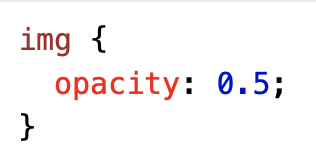 img {
  opacity: 0.5;
}